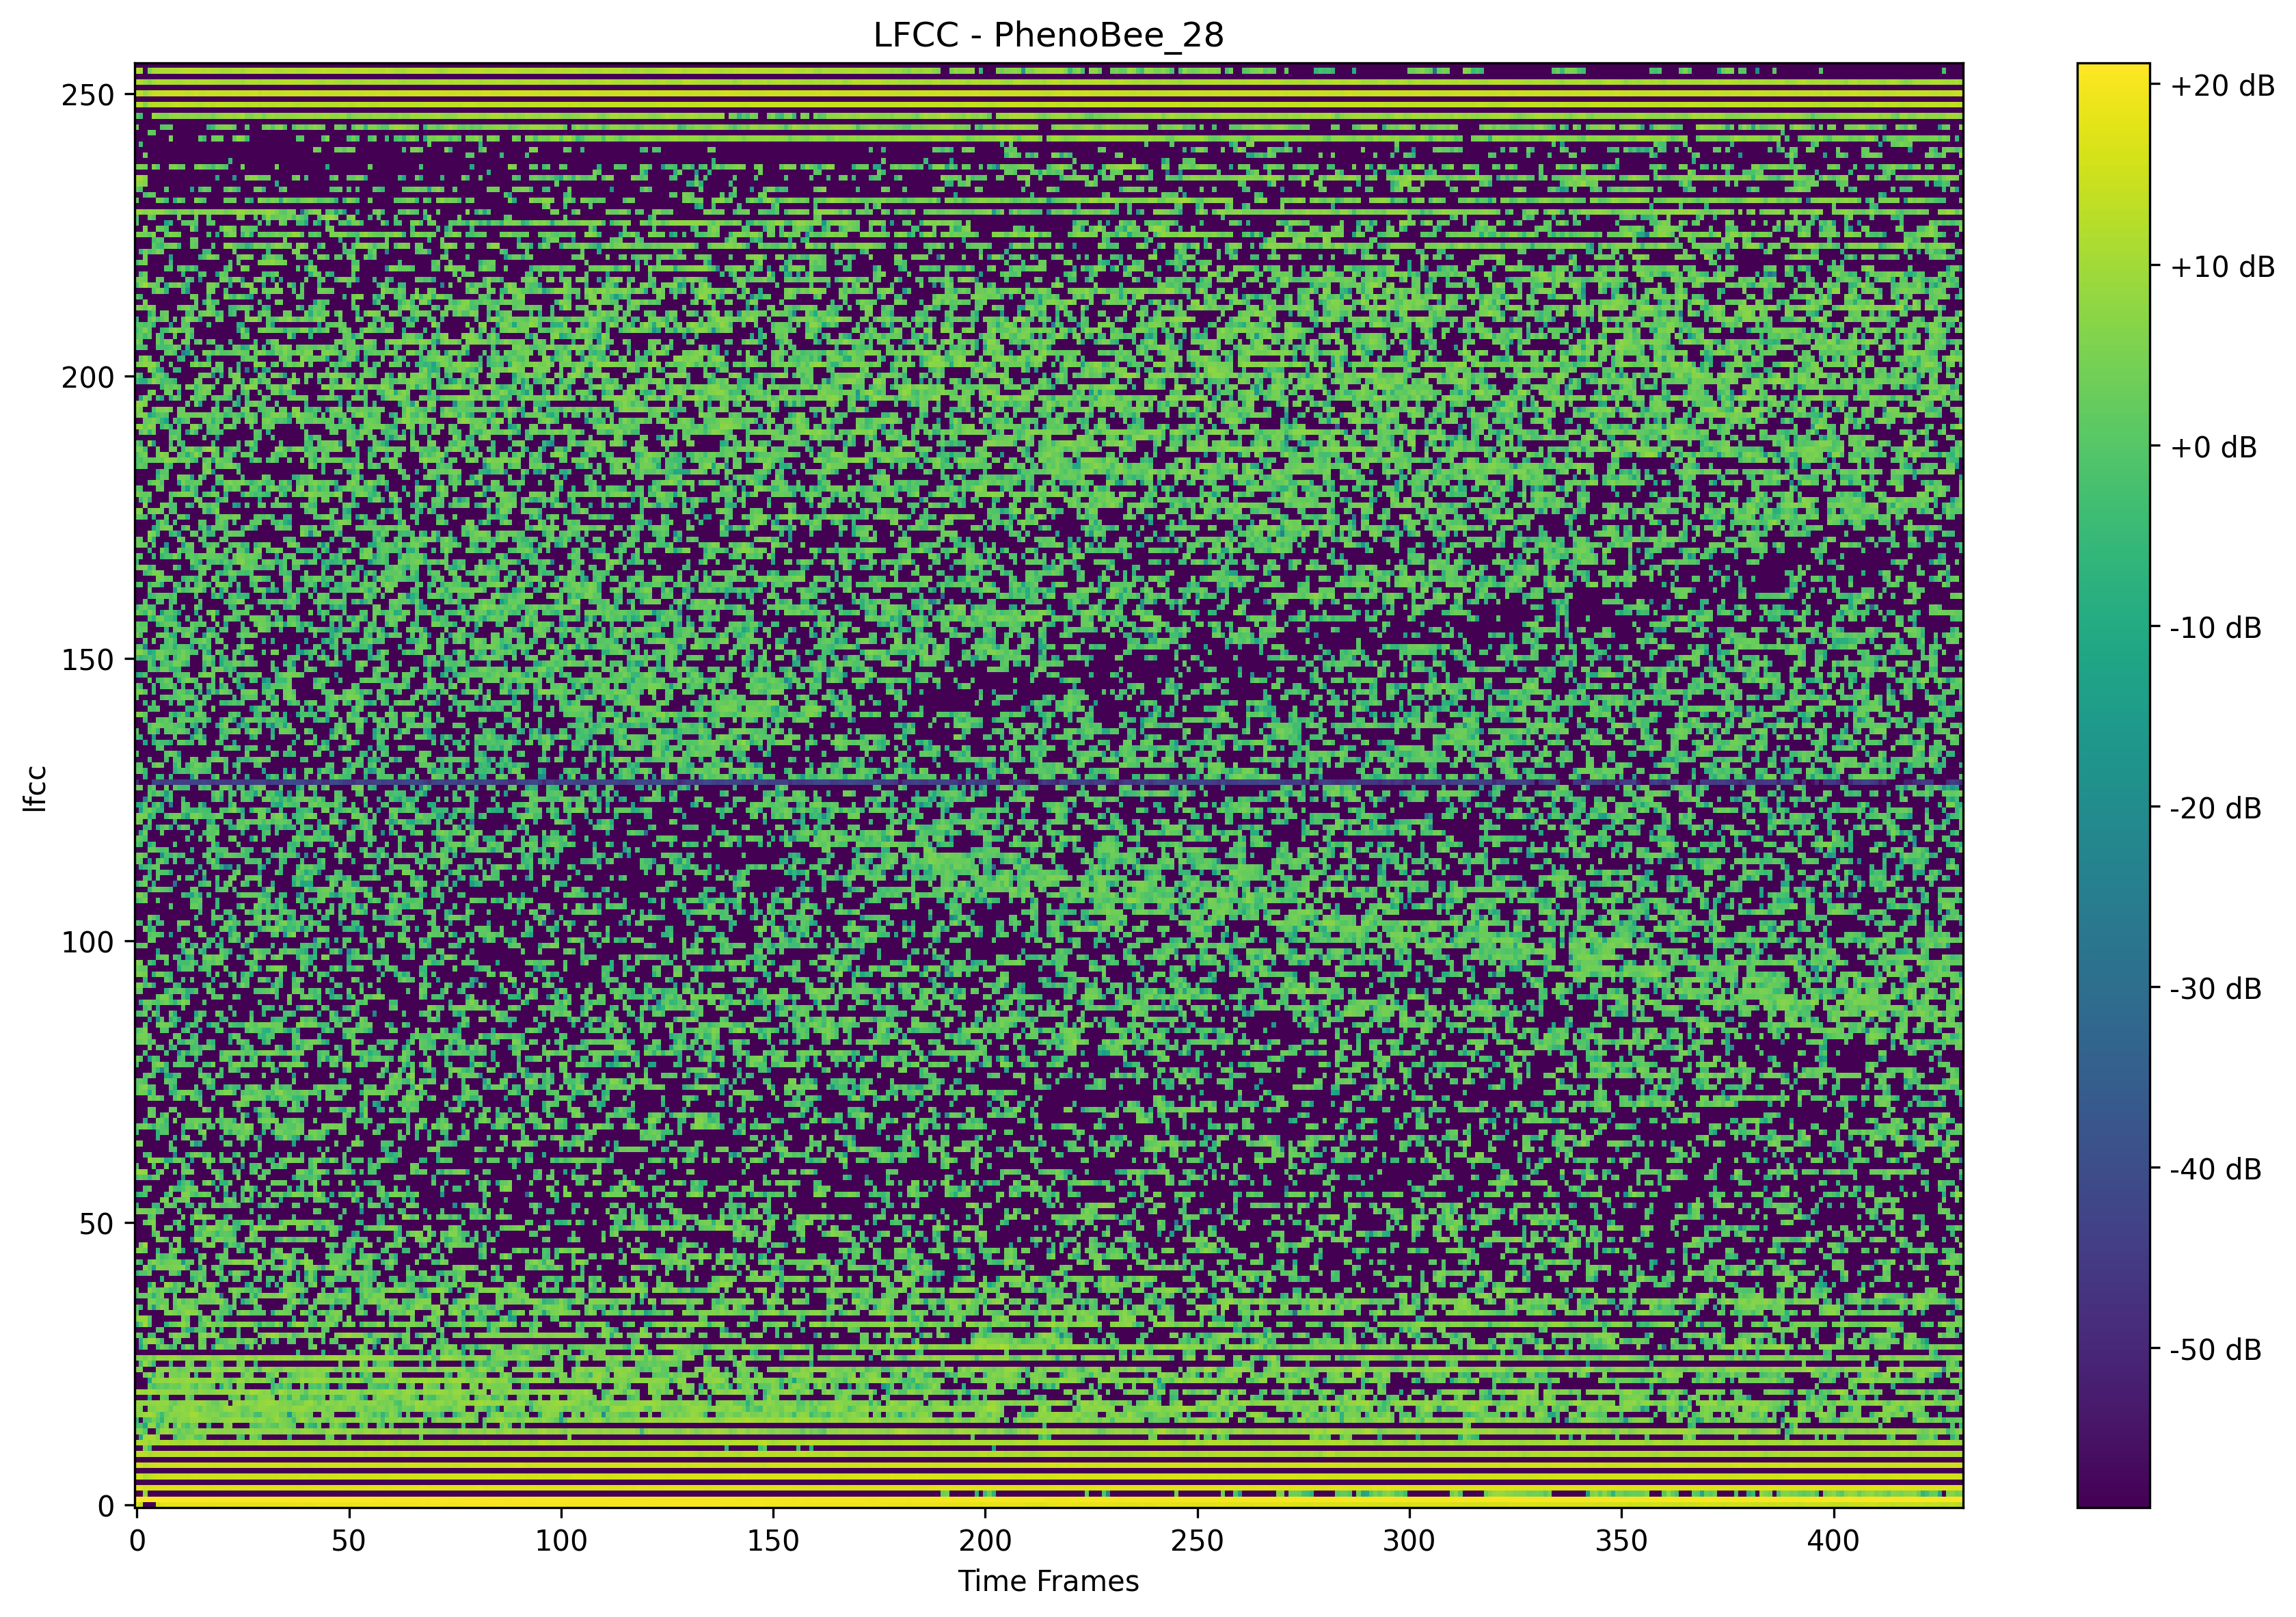 LFCC - PhenoBee_28
250
200
150
100
50
0
lfcc
0 50 100 150 200 250 300 350 400
Time Frames
+20 dB
+10 dB
+0 dB
-10 dB
-20 dB
-30 dB
-40 dB
-50 dB